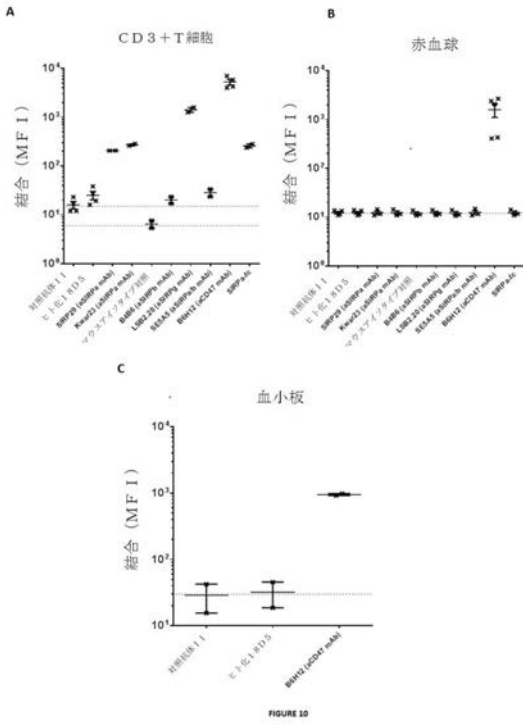 A
CD3+T細胞
結合(MFI)
10⁴
10³
10²
10¹
10⁰
対照抗体11
ヒト化18D5
SIRP29 (aSIRPa mAb)
Kwar23 (aSIRPa mAb)
マウスアイソタイプ対照
B4B6 (aSIRPb mAb)
LSB2.20 (aSIRPg mAb)
SE5A5 (aSIRPa/b mAb)
B6H12 (aCD47 mAb)
SIRPa-fc
B
赤血球
結合(MFI)
10⁴
10³
10²
10¹
10⁰
対照抗体11
ヒト化18D5
SIRP29 (aSIRPa mAb)
Kwar23 (aSIRPa mAb)
マウスアイソタイプ対照
B4B6 (aSIRPb mAb)
LSB2.20 (aSIRPg mAb)
SE5A5 (aSIRPa/b mAb)
B6H12 (aCD47 mAb)
SIRPa-fc
C
血小板
結合(MFI)
10⁴
10³
10²
10¹
対照抗体11
ヒト化18D5
B6H12 (aCD47 mAb)
FIGURE 10